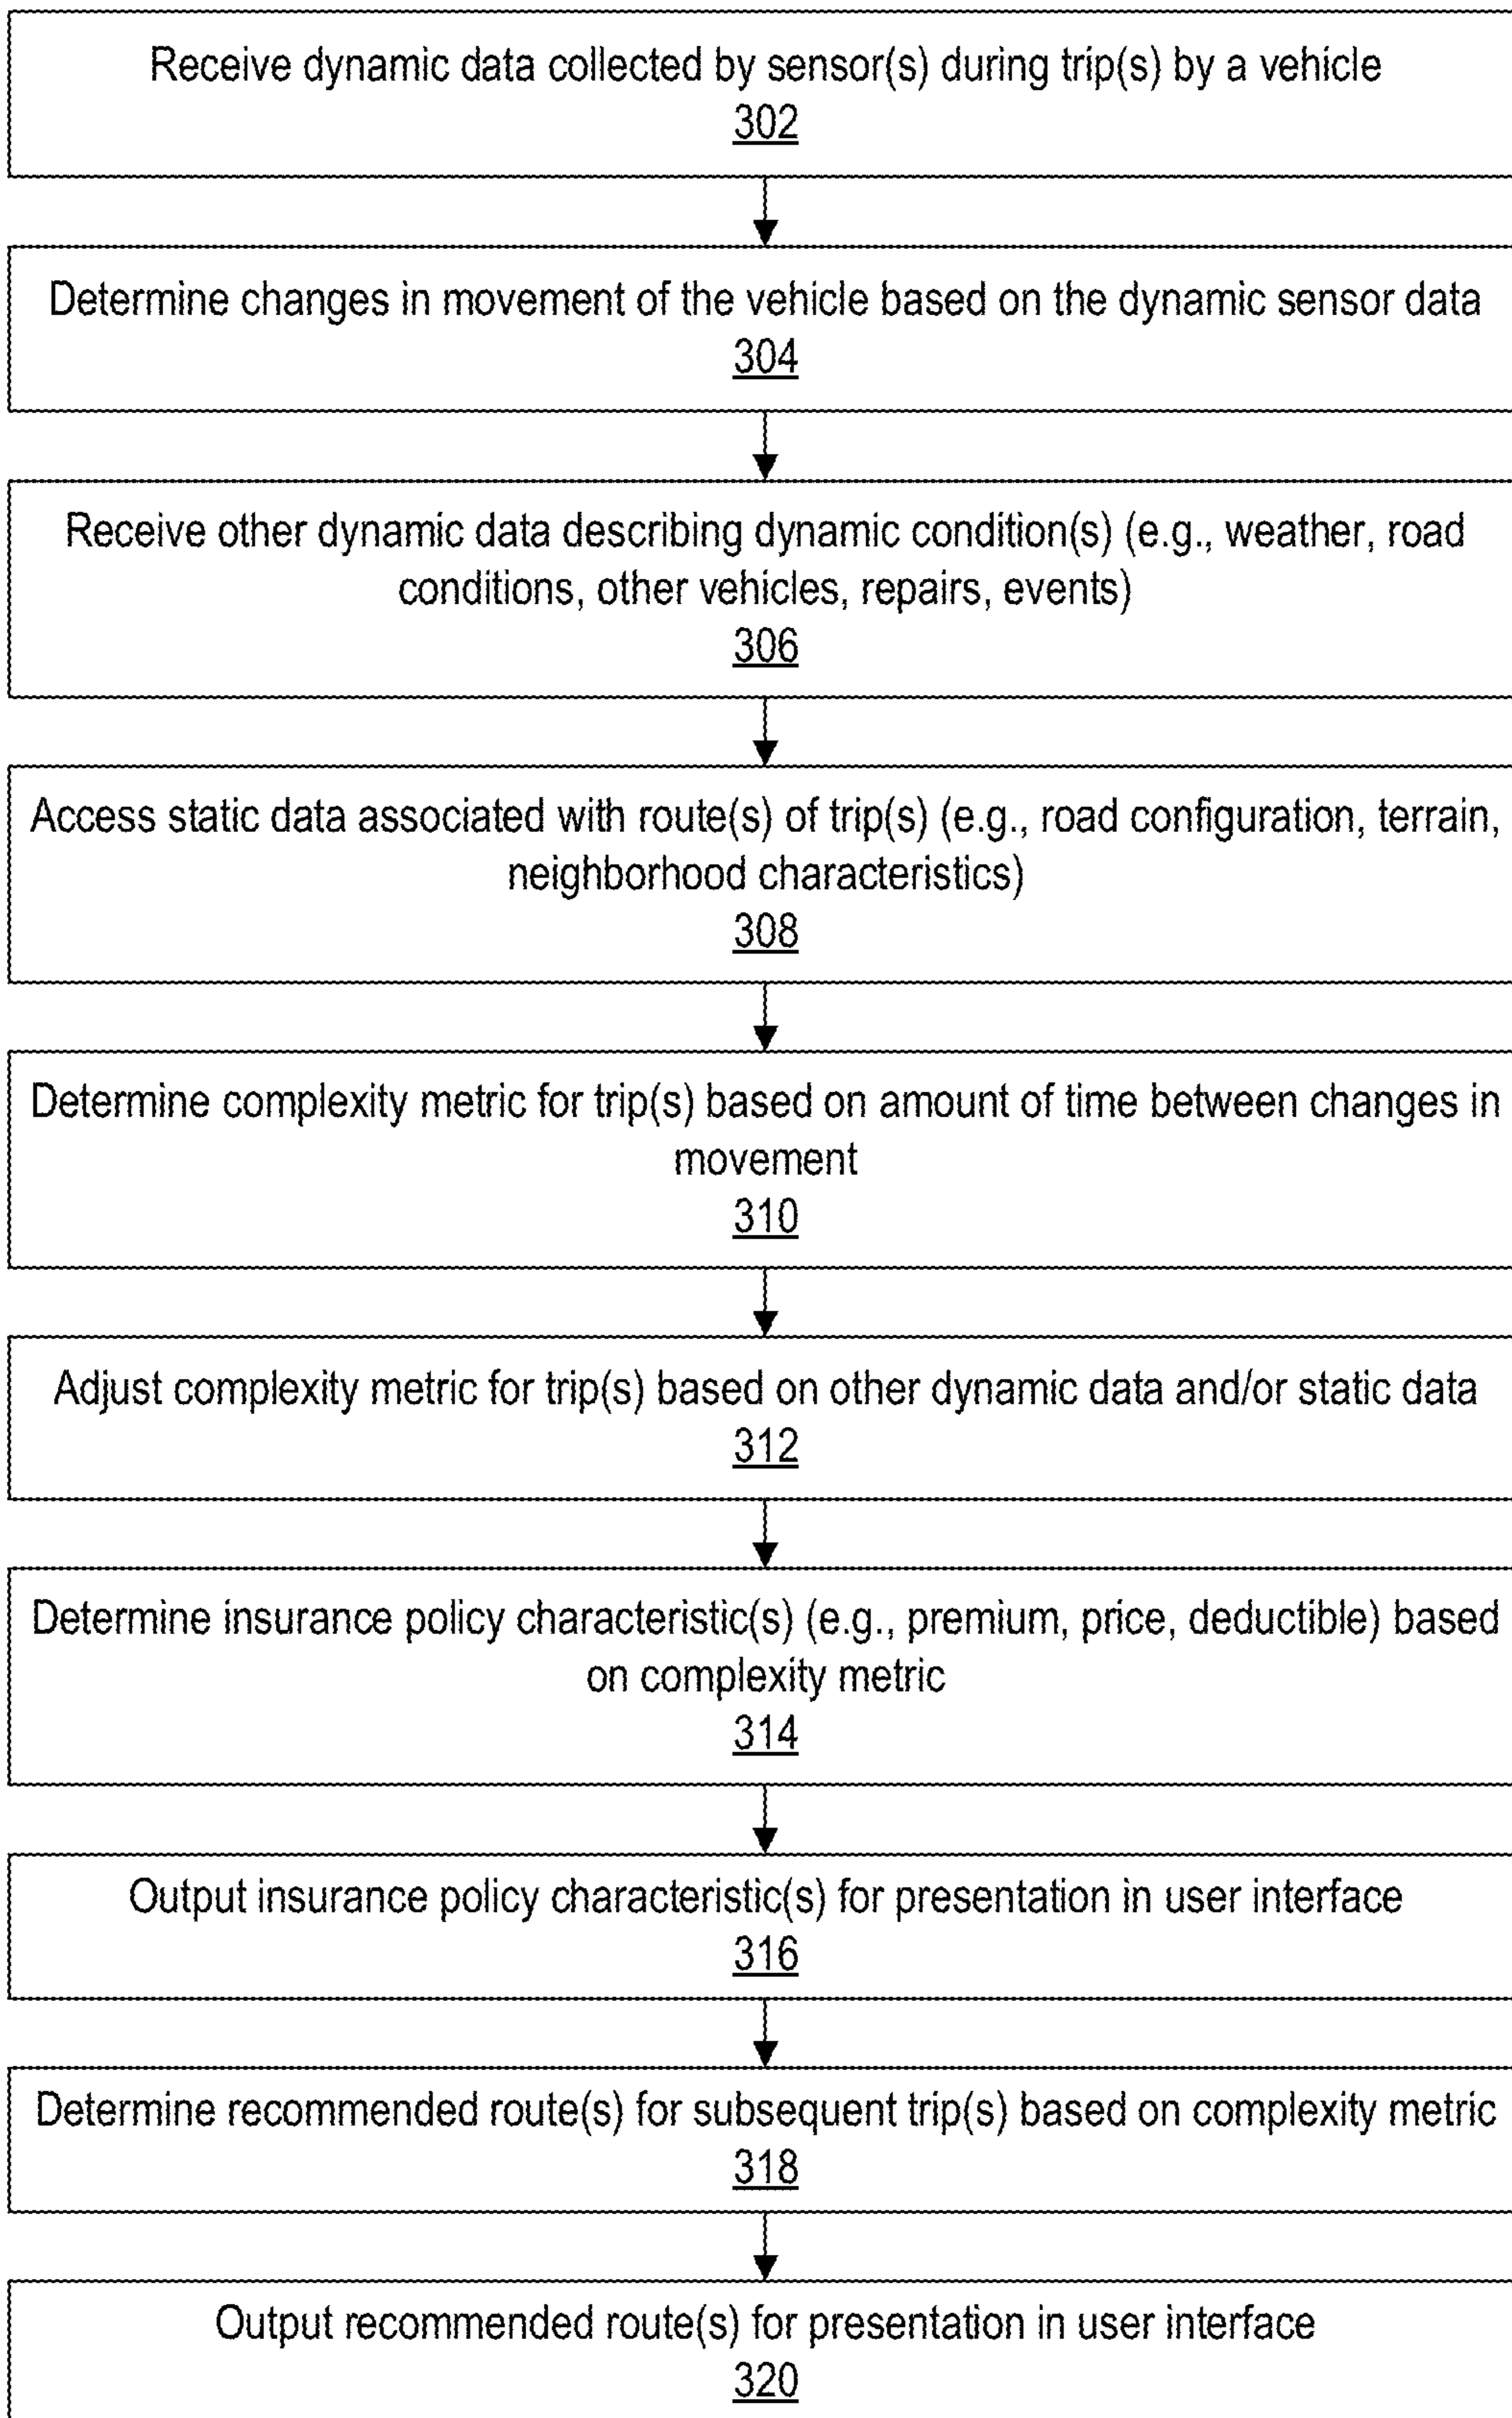 Receive dynamic data collected by sensor(s) during trip(s) by a vehicle
302
Determine changes in movement of the vehicle based on the dynamic sensor data
304
Receive other dynamic data describing dynamic condition(s) (e.g., weather, road
conditions, other vehicles, repairs, events)
306
Access static data associated with route(s) of trip(s) (e.g., road configuration, terrain,
neighborhood characteristics)
308
Determine complexity metric for trip(s) based on amount of time between changes in
movement
310
Adjust complexity metric for trip(s) based on other dynamic data and/or static data
312
Determine insurance policy characteristic(s) (e.g., premium, price, deductible) based
on complexity metric
314
Output insurance policy characteristic(s) for presentation in user interface
316
Determine recommended route(s) for subsequent trip(s) based on complexity metric
318
Output recommended route(s) for presentation in user interface
320